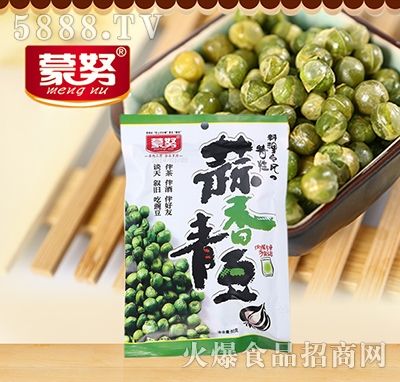 5888.TV
蒙努®
meng nu
蒙努
蒜香青豆
伴茶 伴酒 伴好友
谈天 叙旧 吃豌豆
火爆食品招商网